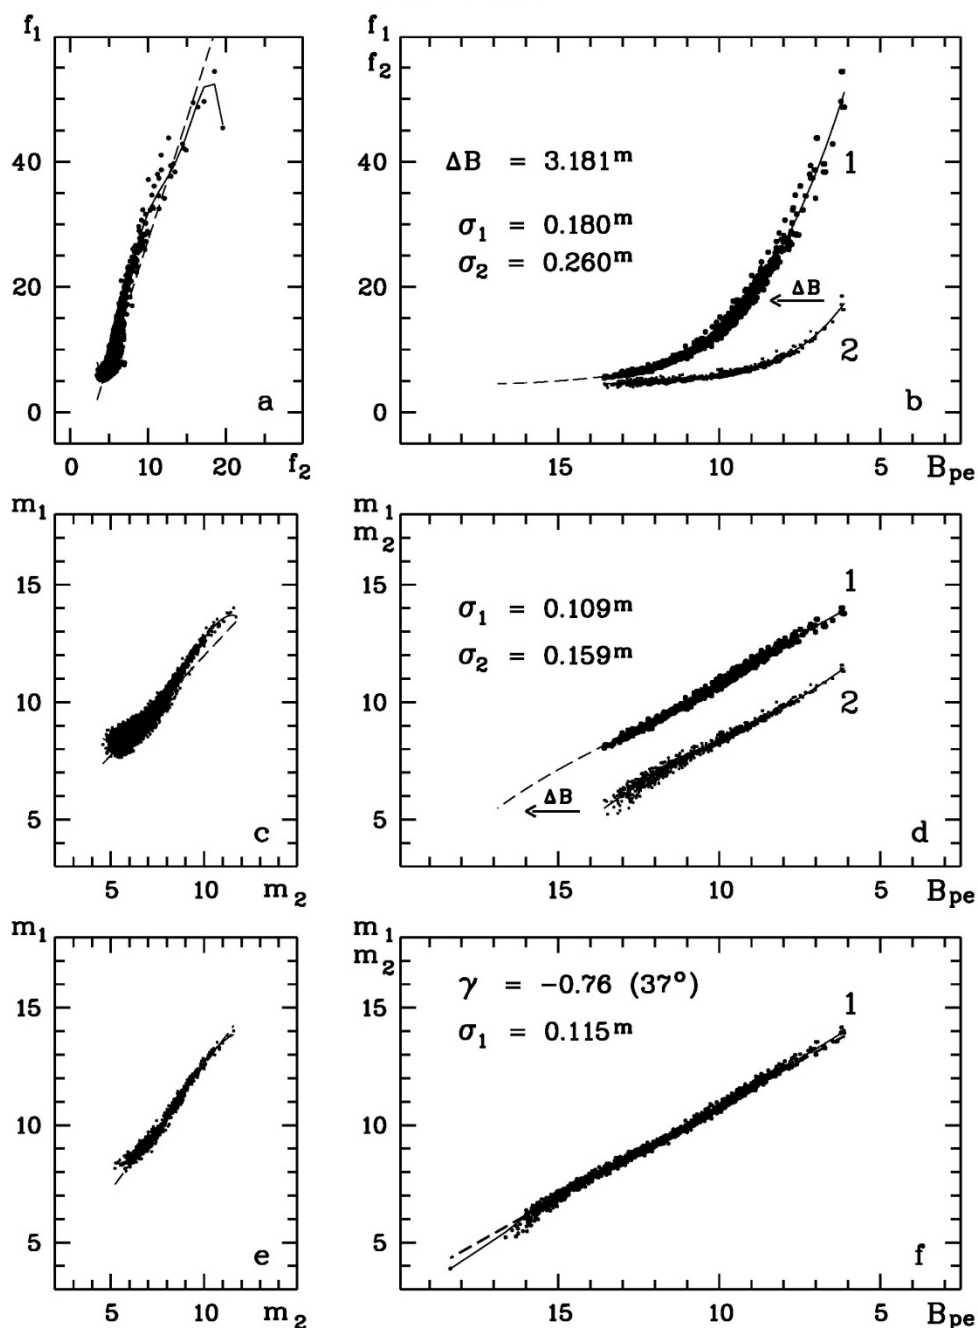 f₁
40
20
0
a
0 10 20
f₂
f₁
f₂
ΔB = 3.181ᵐ
σ₁ = 0.180ᵐ
σ₂ = 0.260ᵐ
1
ΔB
2
40
20
0
b
15 10 5 Bpe
m₁
15
10
5
c
5 10
m₂
m₁
m₂
σ₁ = 0.109ᵐ
σ₂ = 0.159ᵐ
1
2
ΔB
15
10
5
d
15 10 5 Bpe
m₁
15
10
5
e
5 10
m₂
m₁
m₂
γ = −0.76 (37°)
σ₁ = 0.115ᵐ
1
15
10
5
f
15 10 5 Bpe